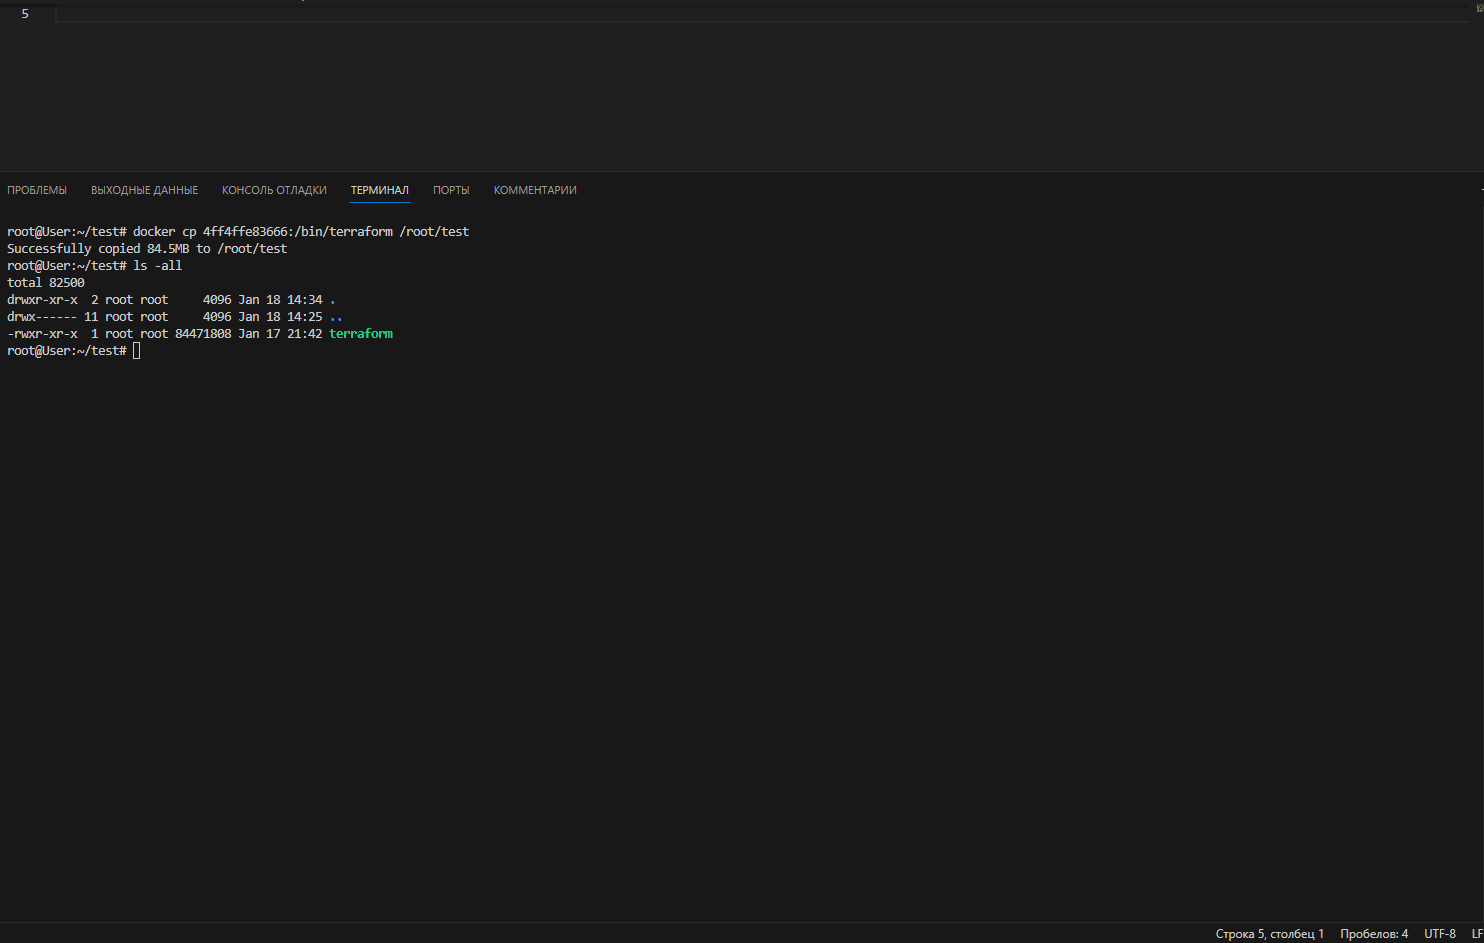 5
ПРОБЛЕМЫ ВЫХОДНЫЕ ДАННЫЕ КОНСОЛЬ ОТЛАДКИ ТЕРМИНАЛ ПОРТЫ КОММЕНТАРИИ
root@User:~/test# docker cp 4ff4ffe83666:/bin/terraform /root/test
Successfully copied 84.5MB to /root/test
root@User:~/test# ls -all
total 82500
drwxr-xr-x  2 root root     4096 Jan 18 14:34 .
drwx------ 11 root root     4096 Jan 18 14:25 ..
-rwxr-xr-x  1 root root 84471808 Jan 17 21:42 terraform
root@User:~/test#
Строка 5, столбец 1 Пробелов: 4 UTF-8 LF